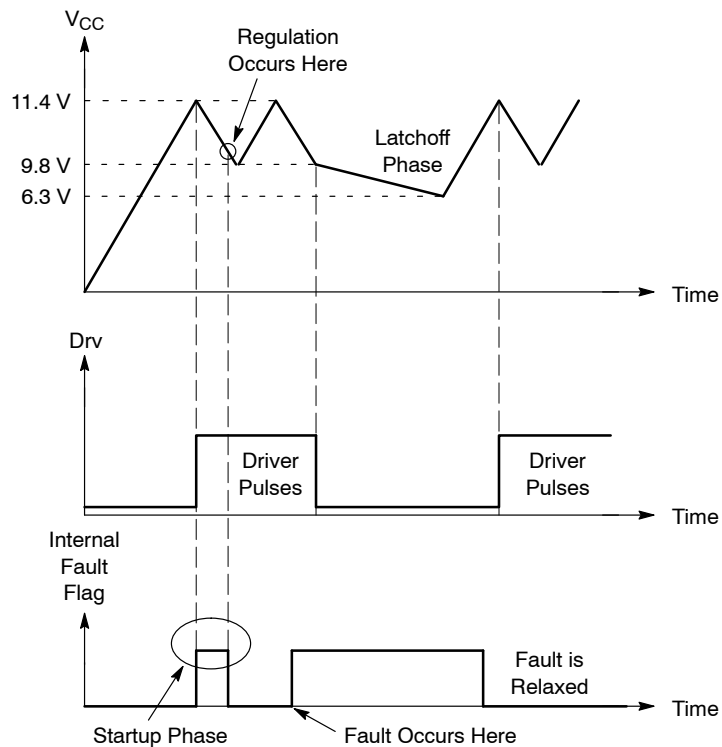 V_CC
Regulation
Occurs Here
11.4 V
Latchoff
Phase
9.8 V
6.3 V
Time
Drv
Driver
Pulses
Driver
Pulses
Time
Internal
Fault
Flag
Fault is
Relaxed
Time
Startup Phase
Fault Occurs Here